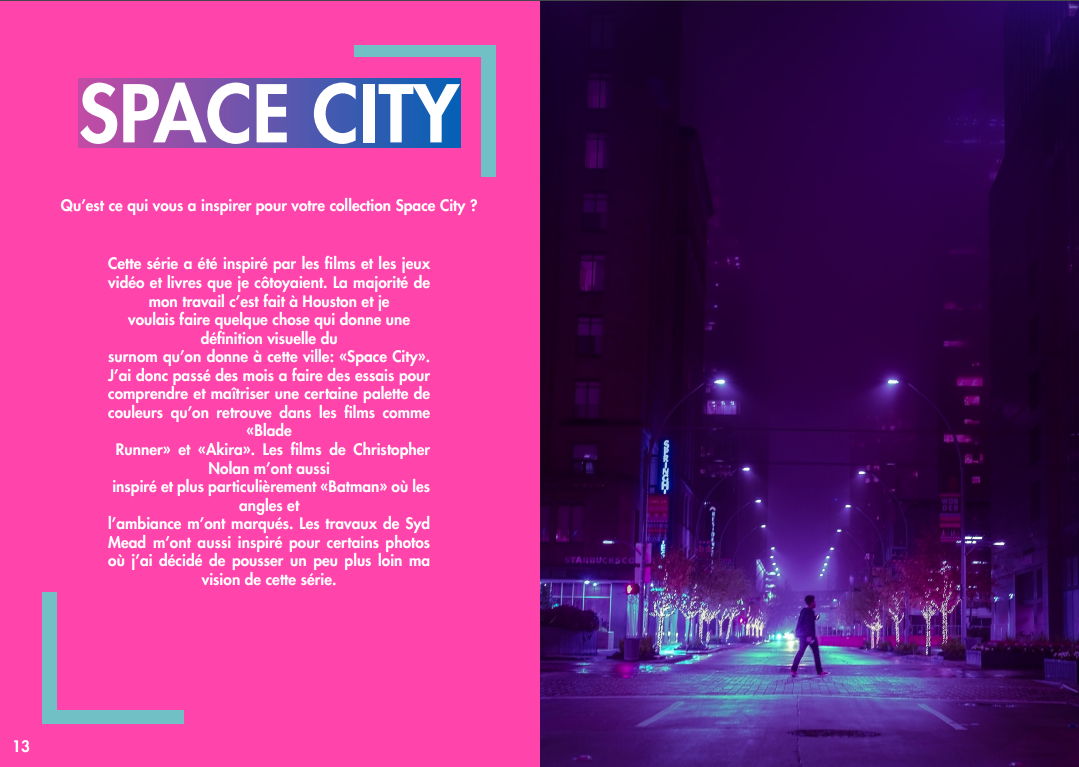 SPACE CITY
Qu’est ce qui vous a inspirer pour votre collection Space City ?
Cette série a été inspiré par les films et les jeux
vidéo et livres que je côtoyaient. La majorité de
mon travail c’est fait à Houston et je
voulais faire quelque chose qui donne une
définition visuelle du
surnom qu’on donne à cette ville: «Space City».
J’ai donc passé des mois a faire des essais pour
comprendre et maîtriser une certaine palette de
couleurs qu’on retrouve dans les films comme
«Blade
Runner» et «Akira». Les films de Christopher
Nolan m’ont aussi
inspiré et plus particulièrement «Batman» où les
angles et
l’ambiance m’ont marqués. Les travaux de Syd
Mead m’ont aussi inspiré pour certains photos
où j’ai décidé de pousser un peu plus loin ma
vision de cette série.
13
STARBUCKS CO